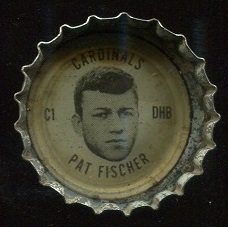 CARDINALS
C1
DHB
PAT FISCHER